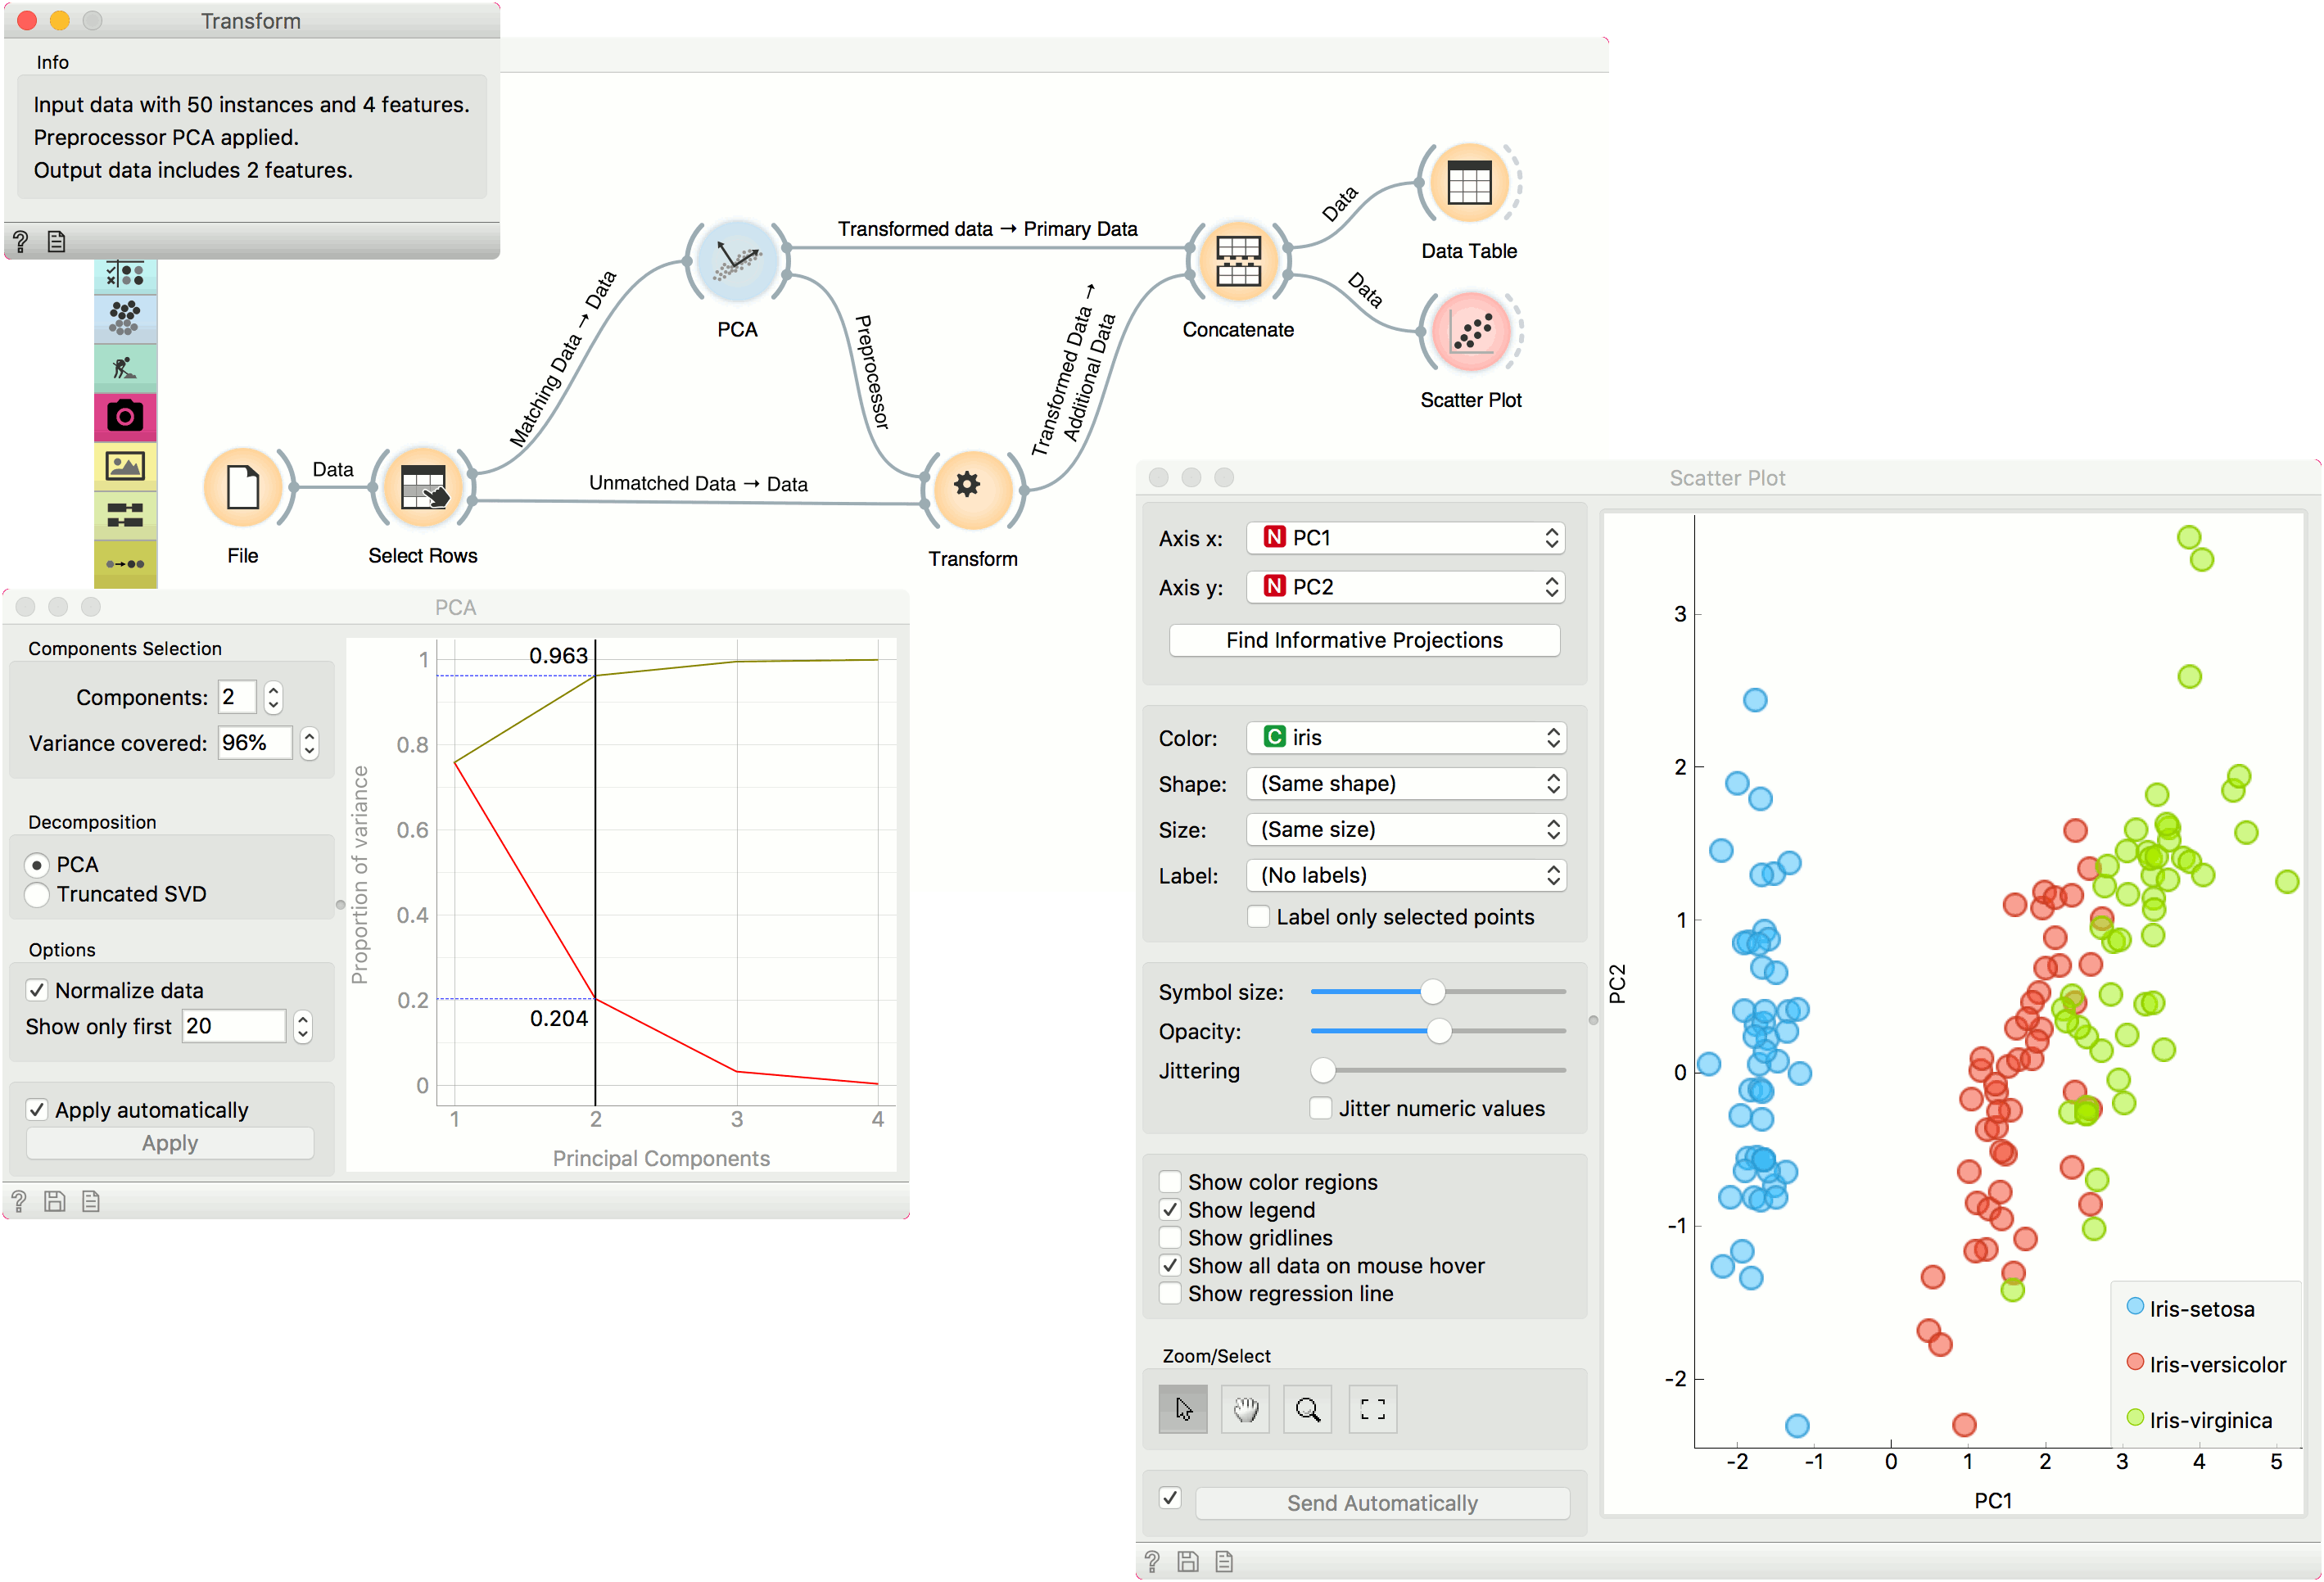 Transform
Info
Input data with 50 instances and 4 features.
Preprocessor PCA applied.
Output data includes 2 features.
Matching Data → Data
PCA
Transformed data → Primary Data
Preprocessor
Transformed Data →
Additional Data
Concatenate
Data
Data Table
Data
Scatter Plot
File
Data
Select Rows
Unmatched Data → Data
Transform
PCA
Components Selection
Components: 2
Variance covered: 96%
Decomposition
PCA
Truncated SVD
Options
Normalize data
Show only first 20
Apply automatically
Apply
Proportion of variance
1
0.8
0.6
0.4
0.2
0
0.963
0.204
1 2 3 4
Principal Components
Scatter Plot
Axis x: N PC1
Axis y: N PC2
Find Informative Projections
Color: C iris
Shape: (Same shape)
Size: (Same size)
Label: (No labels)
Label only selected points
Symbol size:
Opacity:
Jittering
Jitter numeric values
Show color regions
Show legend
Show gridlines
Show all data on mouse hover
Show regression line
Zoom/Select
Send Automatically
PC2
3
2
1
0
-1
-2
-2 -1 0 1 2 3 4 5
PC1
Iris-setosa
Iris-versicolor
Iris-virginica